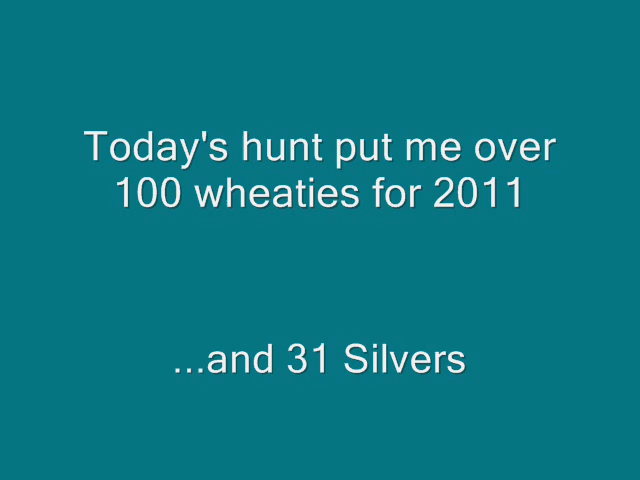 Today's hunt put me over
100 wheaties for 2011
...and 31 Silvers